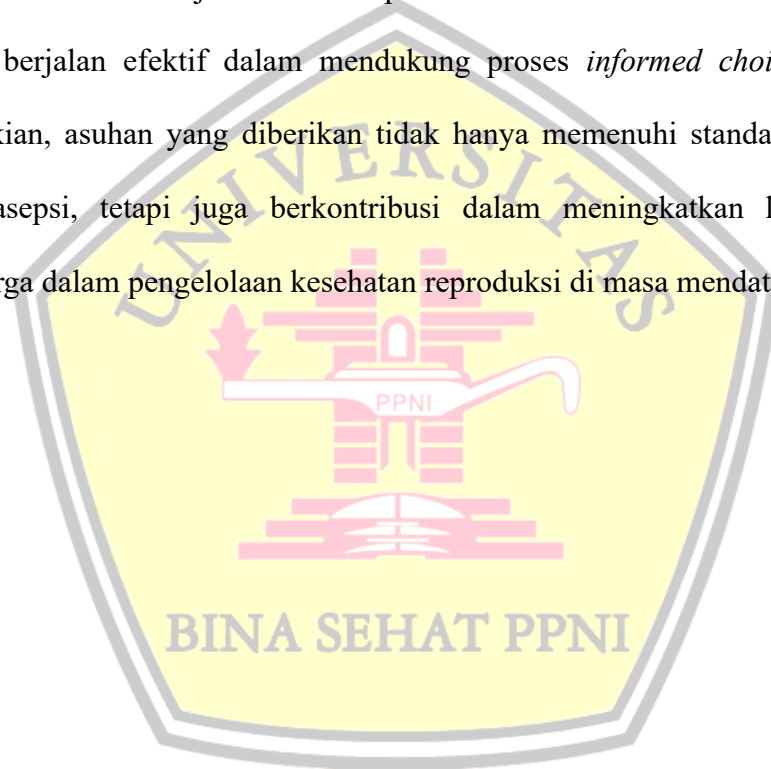 berjalan efektif dalam mendukung proses informed choi
kian, asuhan yang diberikan tidak hanya memenuhi standa
asepsi, tetapi juga berkontribusi dalam meningkatkan
rga dalam pengelolaan kesehatan reproduksi di masa mendat
UNIVERSITAS
PPNI
BINA SEHAT PPNI